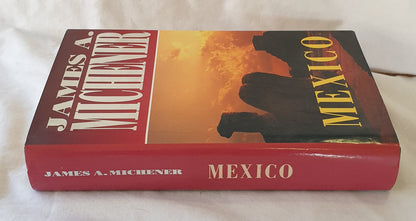 JAMES A.
MICHENER
MEXICO
JAMES A. MICHENER MEXICO